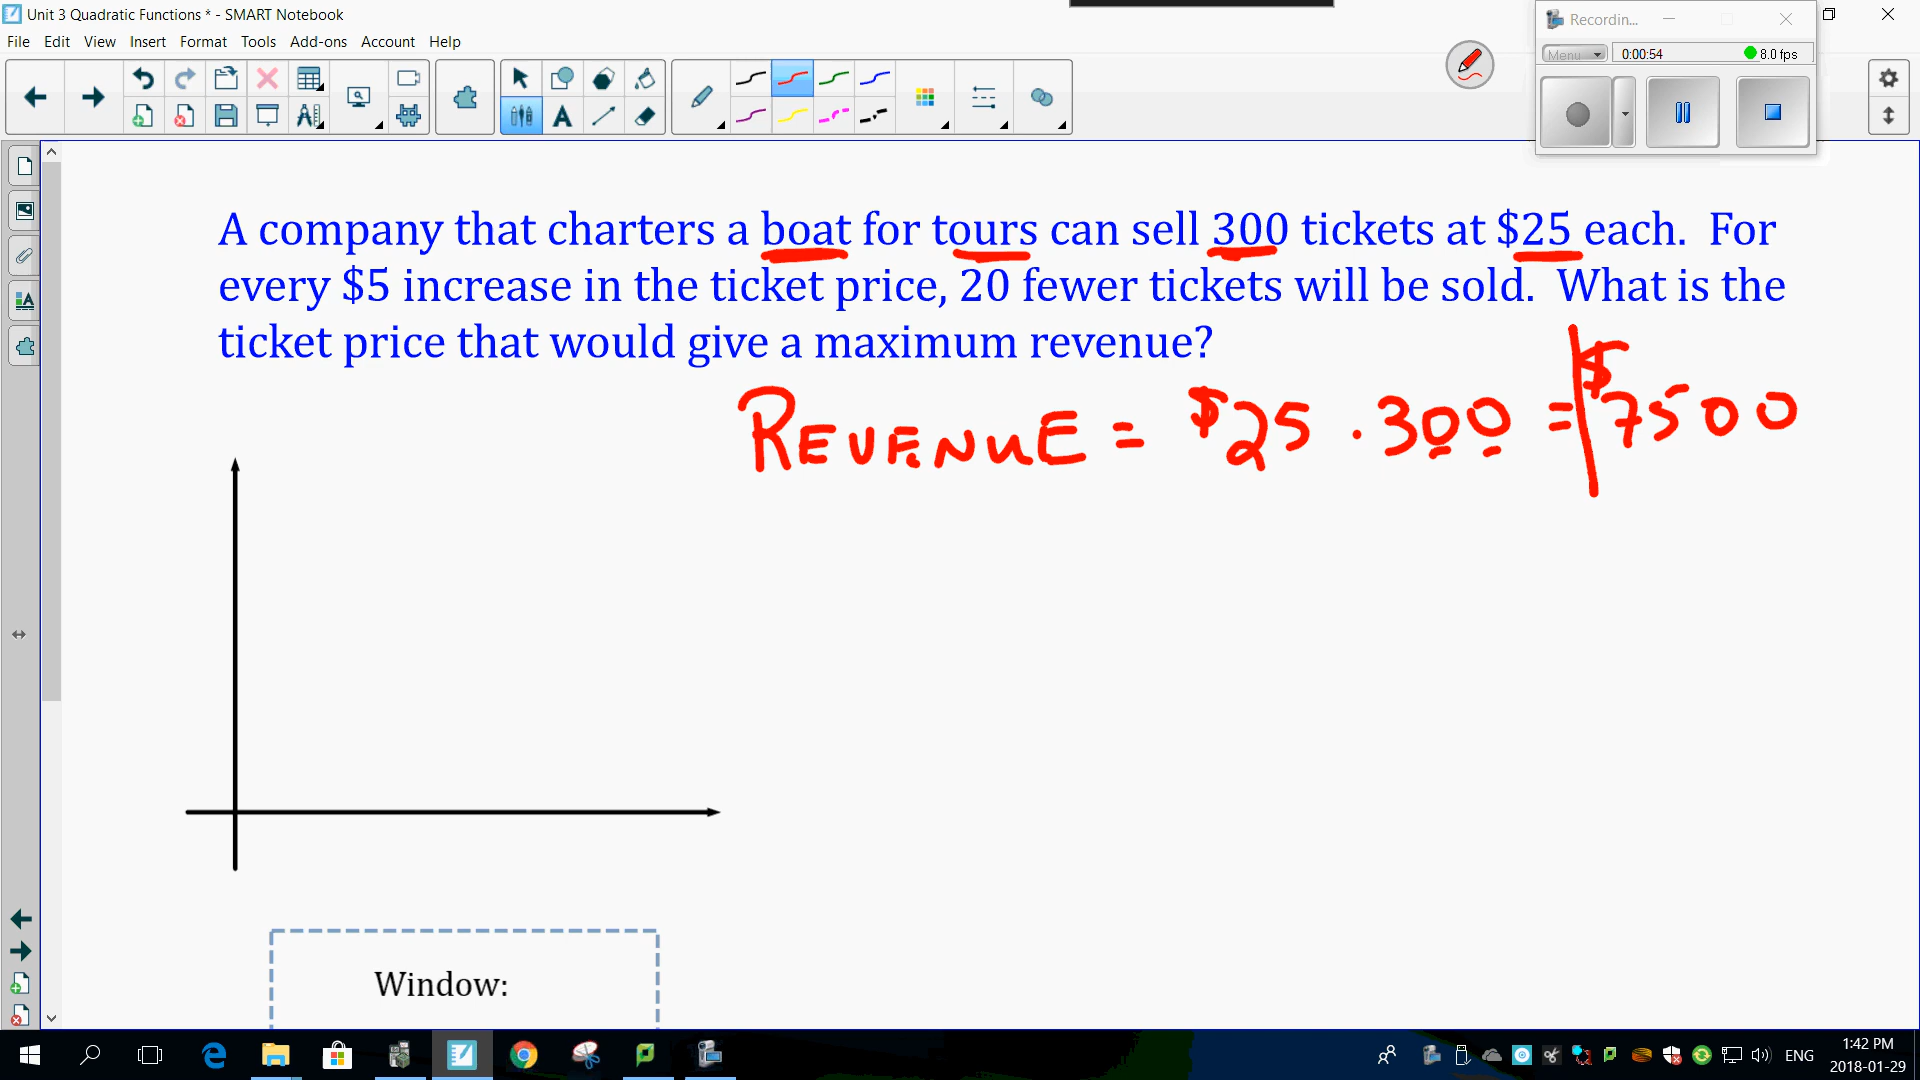 Unit 3 Quadratic Functions * - SMART Notebook
Recordin...
File Edit View Insert Format Tools Add-ons Account Help
Menu 0:00:54 8.0 fps
A company that charters a boat for tours can sell 300 tickets at $25 each. For
every $5 increase in the ticket price, 20 fewer tickets will be sold. What is the
ticket price that would give a maximum revenue?
REVENUE = $25 · 300 = $7500
Window:
ENG
1:42 PM
2018-01-29